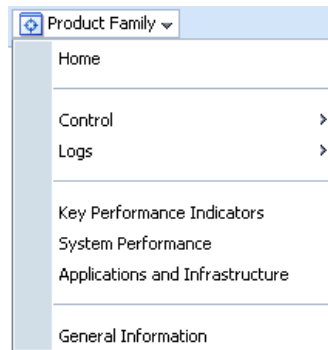 Product Family
Home
Control
Logs
Key Performance Indicators
System Performance
Applications and Infrastructure
General Information